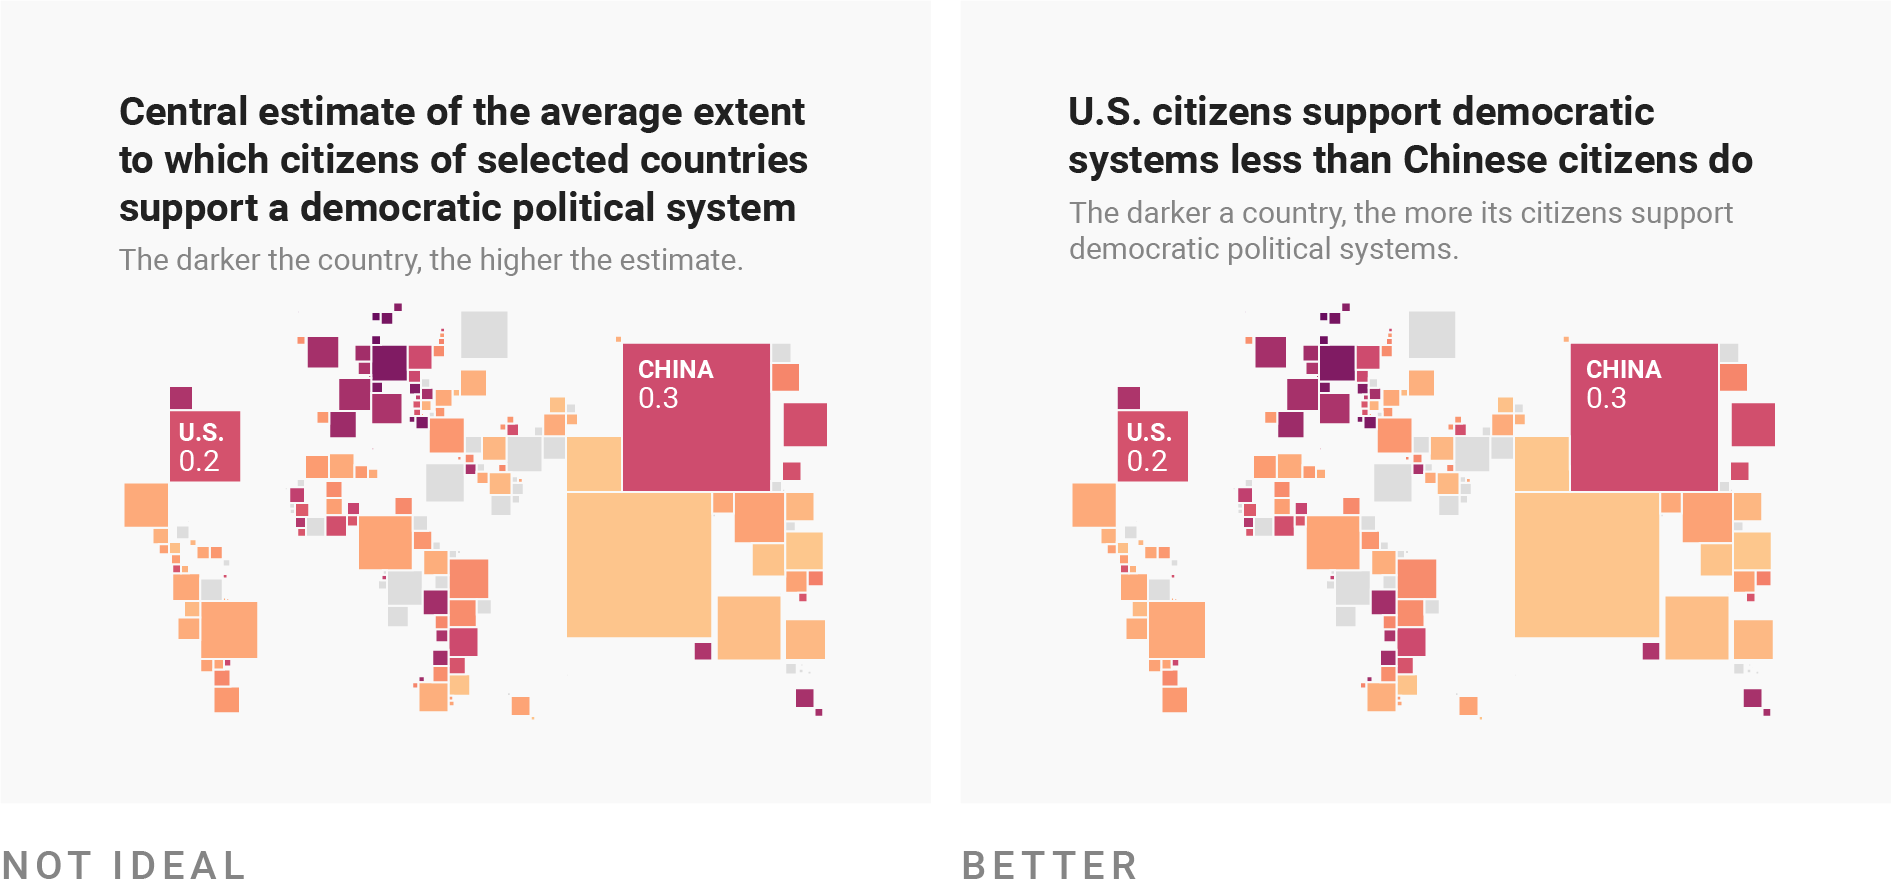 Central estimate of the average extent
to which citizens of selected countries
support a democratic political system
The darker the country, the higher the estimate.
CHINA
0.3
U.S.
0.2
NOT IDEAL
U.S. citizens support democratic
systems less than Chinese citizens do
The darker a country, the more its citizens support
democratic political systems.
CHINA
0.3
U.S.
0.2
BETTER